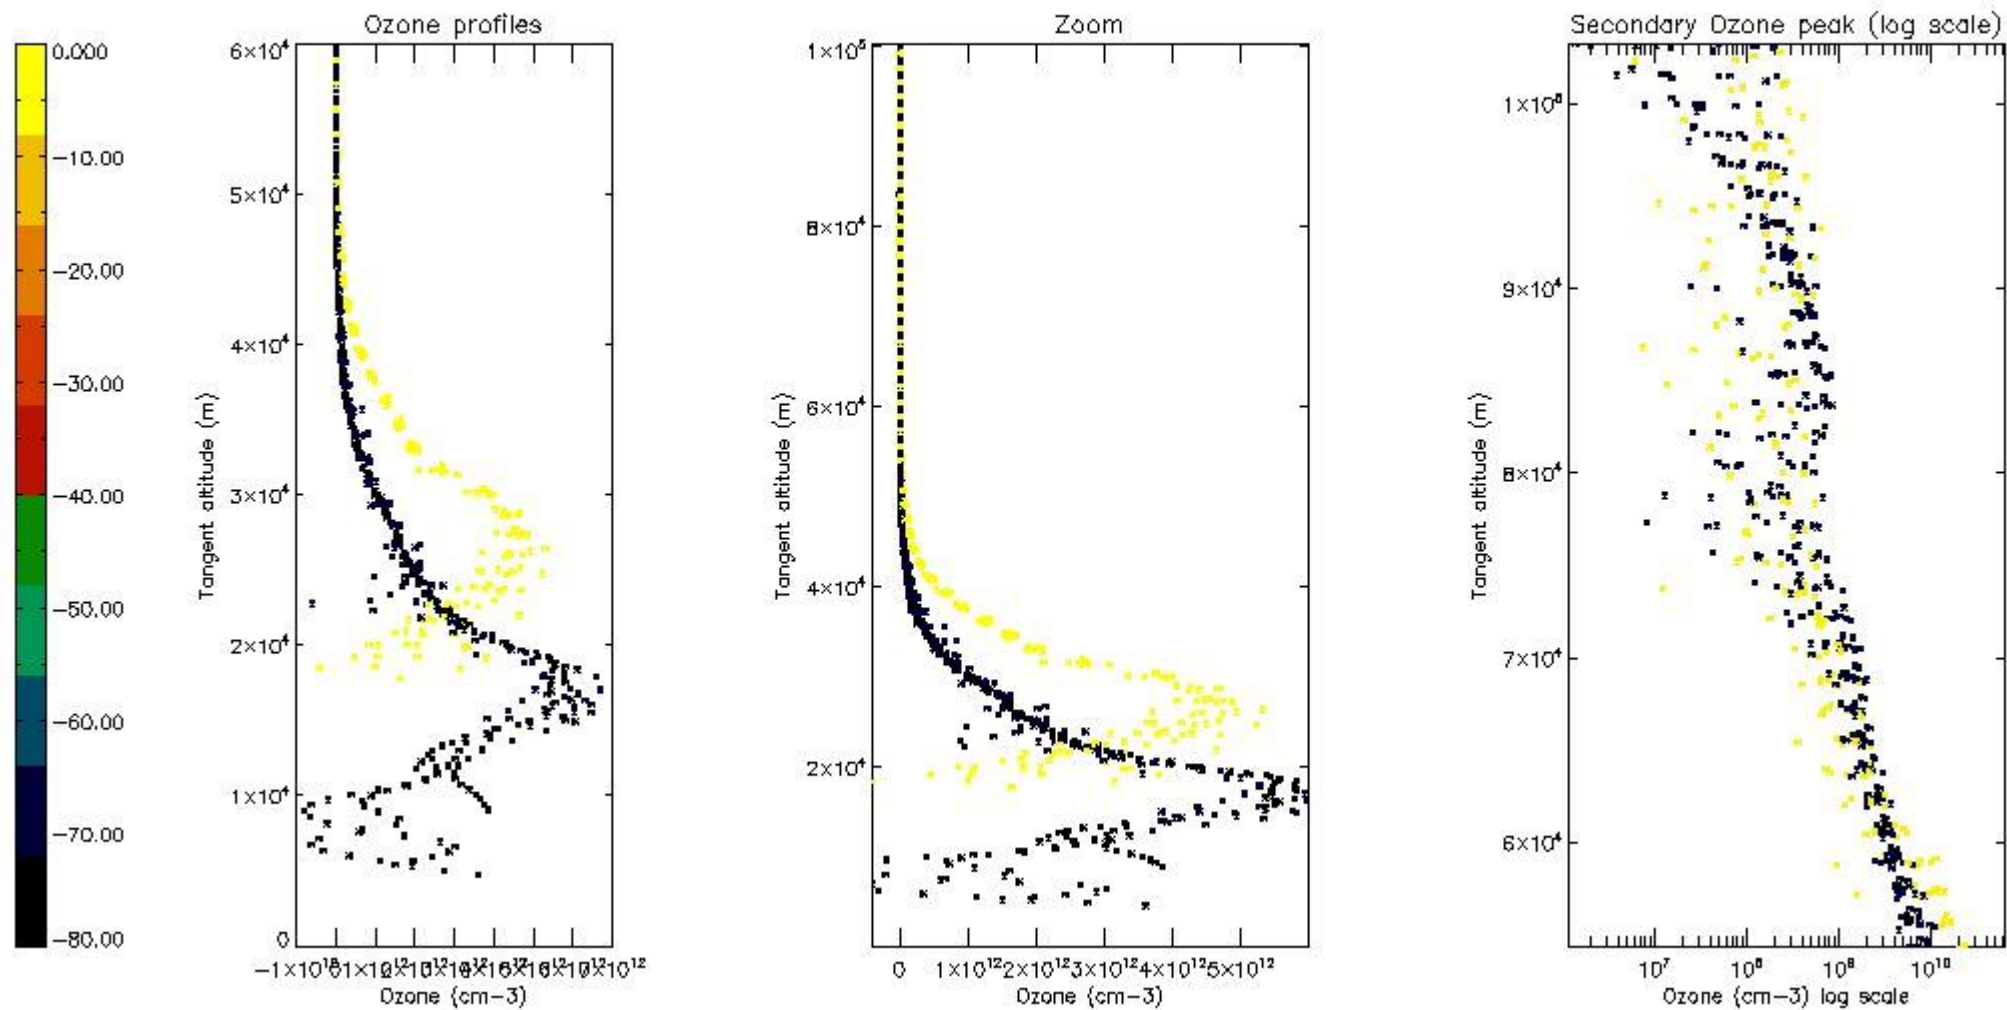 Ozone profiles
Zoom
Secondary Ozone peak (log scale)
0.000
−10.00
−20.00
−30.00
−40.00
−50.00
−60.00
−70.00
−80.00
6×10⁴
5×10⁴
4×10⁴
3×10⁴
2×10⁴
1×10⁴
0
Tangent altitude (m)
Ozone (cm−3)
1×10⁵
8×10⁴
6×10⁴
4×10⁴
2×10⁴
Tangent altitude (m)
0 1×10¹² 2×10¹² 3×10¹² 4×10¹² 5×10¹²
Ozone (cm−3)
1×10⁵
9×10⁴
8×10⁴
7×10⁴
6×10⁴
Tangent altitude (m)
10⁷ 10⁸ 10⁹ 10¹⁰
Ozone (cm−3) log scale